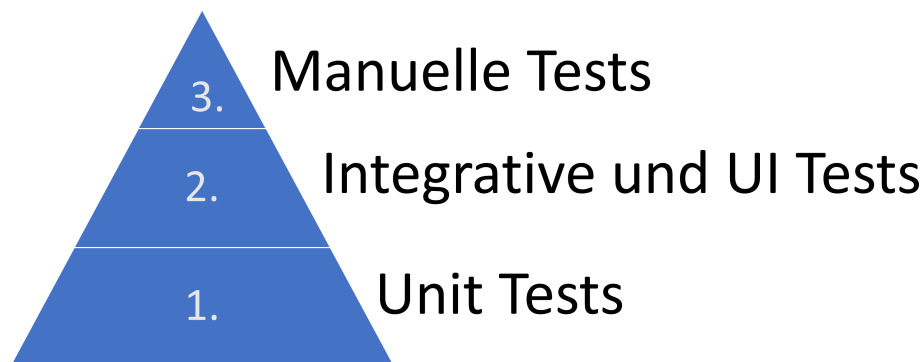 3. Manuelle Tests
2. Integrative und UI Tests
1. Unit Tests